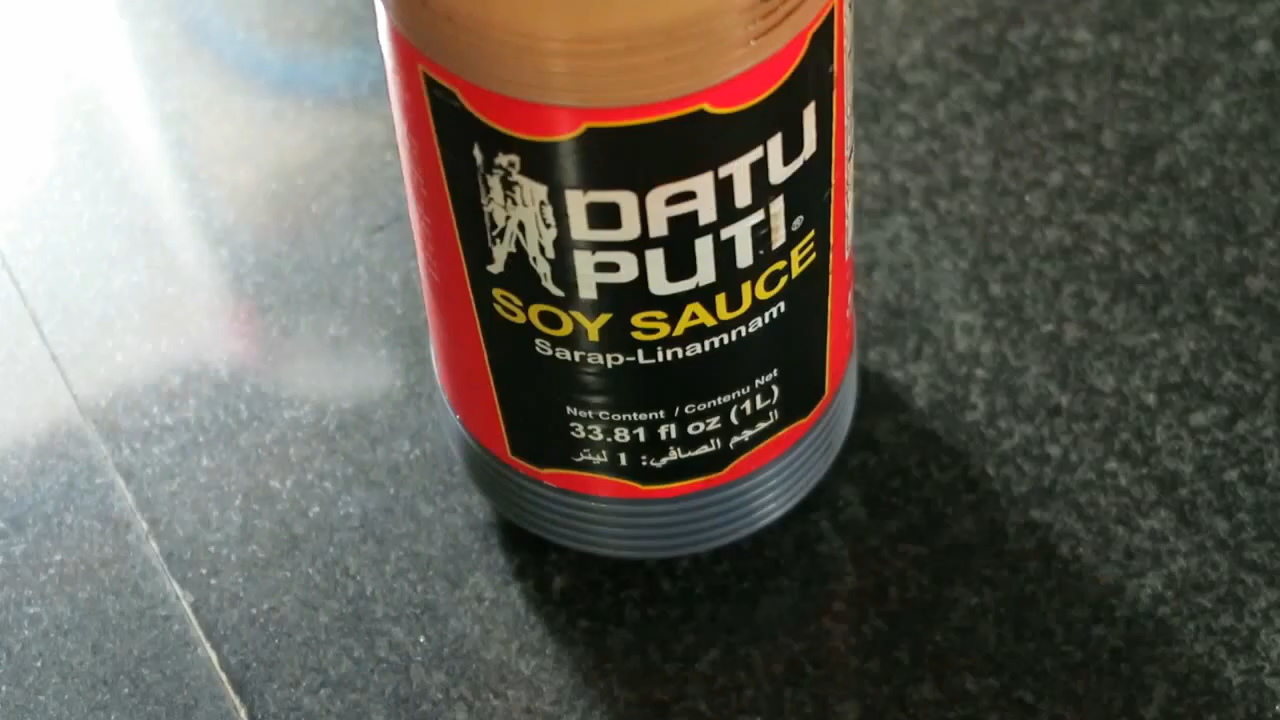 DATU
PUTI®
SOY SAUCE
Sarap-Linamnam
Net Content / Contenu Net
33.81 fl oz (1L)
الحجم الصافي: 1 ليتر